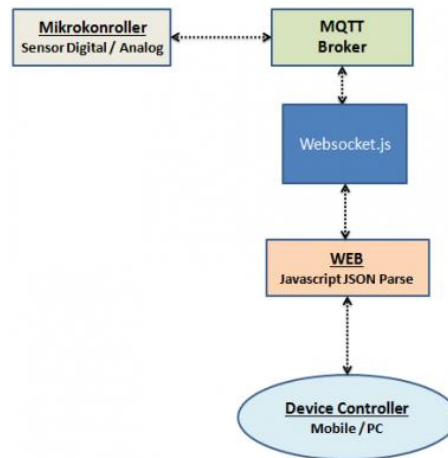 Mikrokonroller
Sensor Digital / Analog
MQTT
Broker
Websocket.js
WEB
Javascript JSON Parse
Device Controller
Mobile / PC